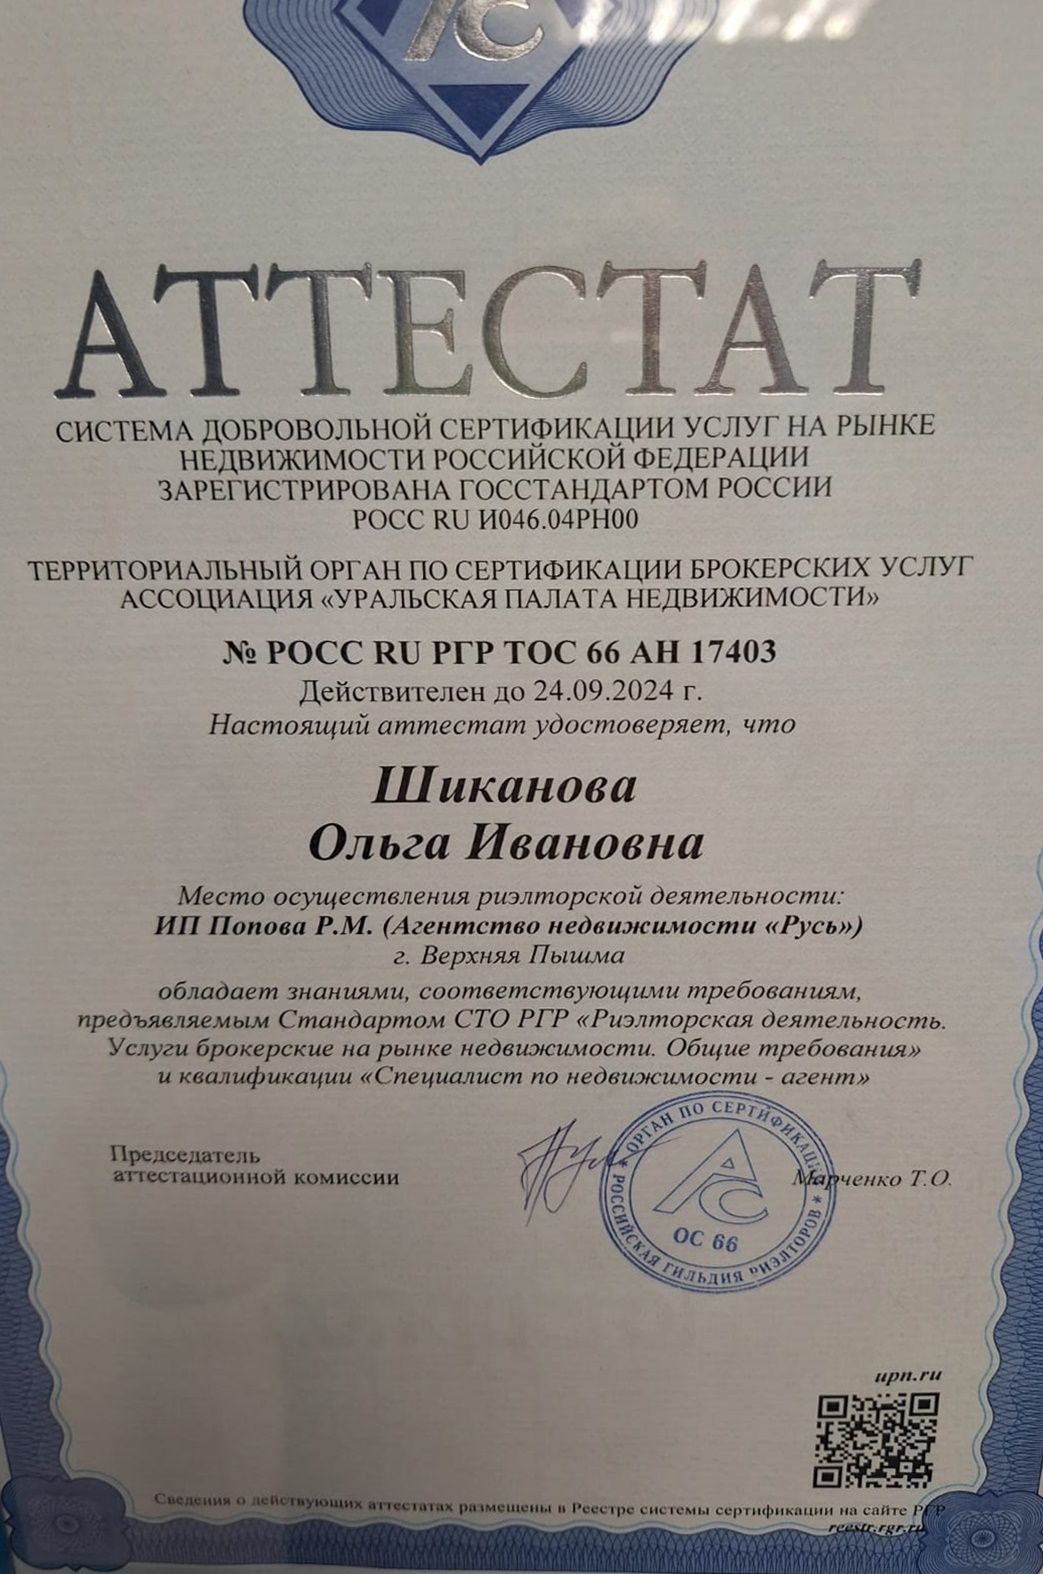 АС
АТТЕСТАТ
СИСТЕМА ДОБРОВОЛЬНОЙ СЕРТИФИКАЦИИ УСЛУГ НА РЫНКЕ
НЕДВИЖИМОСТИ РОССИЙСКОЙ ФЕДЕРАЦИИ
ЗАРЕГИСТРИРОВАНА ГОССТАНДАРТОМ РОССИИ
РОСС RU И046.04РН00
ТЕРРИТОРИАЛЬНЫЙ ОРГАН ПО СЕРТИФИКАЦИИ БРОКЕРСКИХ УСЛУГ
АССОЦИАЦИЯ «УРАЛЬСКАЯ ПАЛАТА НЕДВИЖИМОСТИ»
№ РОСС RU РГР ТОС 66 АН 17403
Действителен до 24.09.2024 г.
Настоящий аттестат удостоверяет, что
Шиканова
Ольга Ивановна
Место осуществления риэлторской деятельности:
ИП Попова Р.М. (Агентство недвижимости «Русь»)
г. Верхняя Пышма
обладает знаниями, соответствующими требованиям,
предъявляемым Стандартом СТО РГР «Риэлторская деятельность.
Услуги брокерские на рынке недвижимости. Общие требования»
и квалификации «Специалист по недвижимости - агент»
Председатель
аттестационной комиссии
Марченко Т.О.
ОРГАН ПО СЕРТИФИКАЦИИ * РОССИЙСКАЯ ГИЛЬДИЯ РИЭЛТОРОВ *
АС
ОС 66
upn.ru
Сведения о действующих аттестатах размещены в Реестре системы сертификации на сайте РГР
reestr.rgr.ru